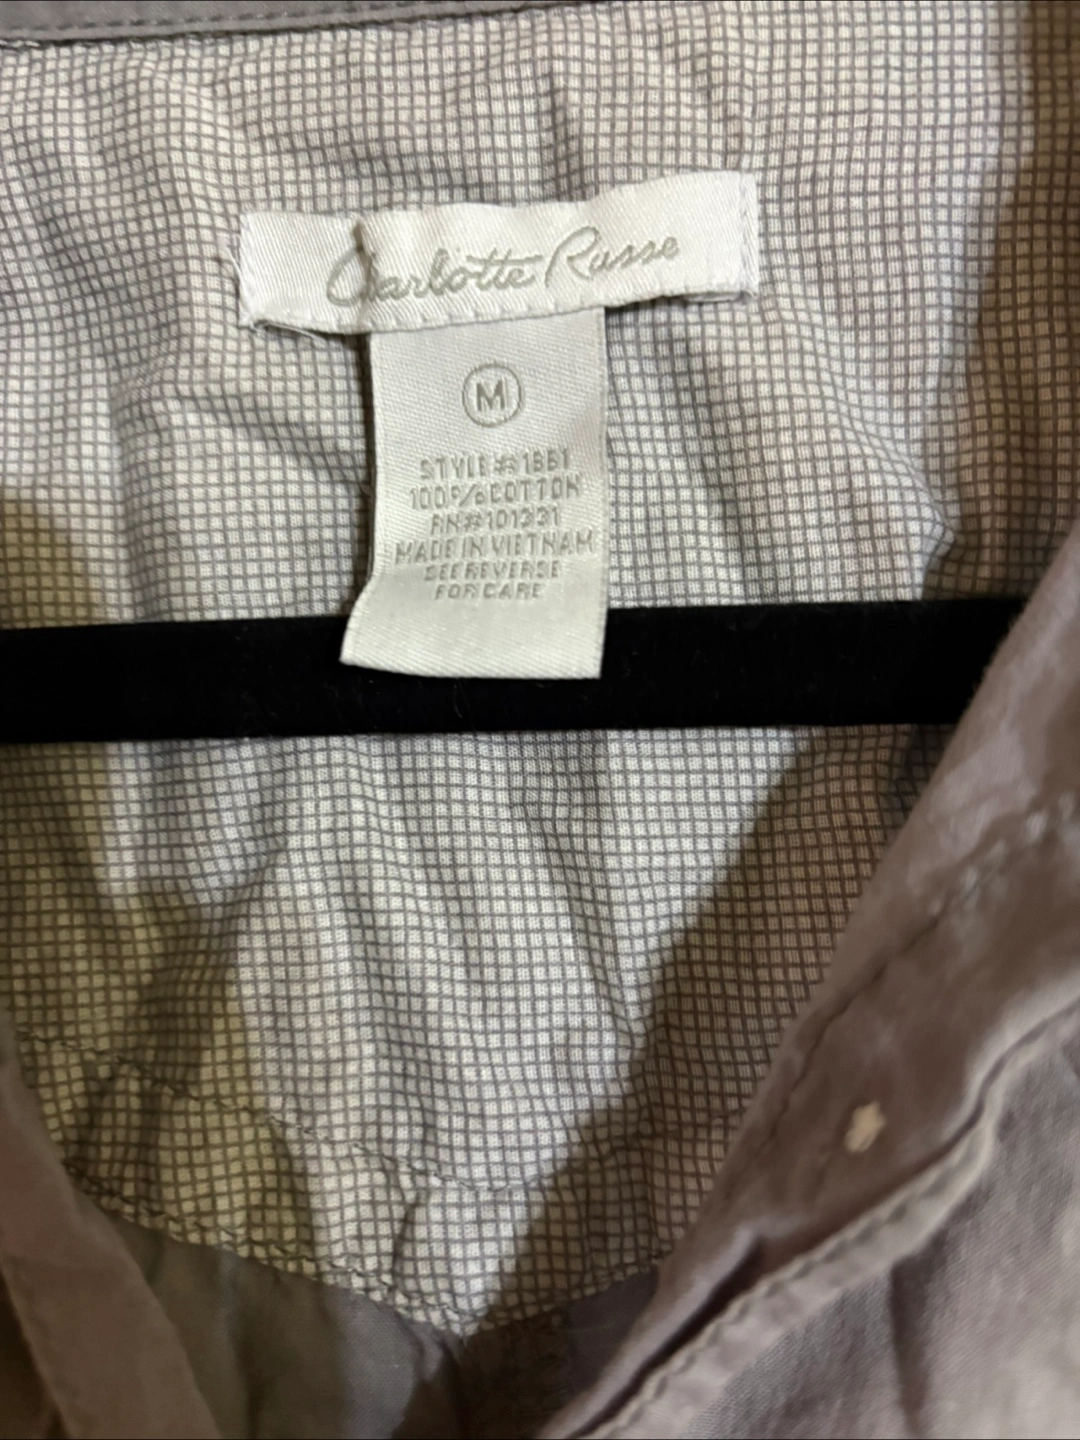 Charlotte Russe
M
STYLE#1881
100% COTTON
RN#101331
MADE IN VIETNAM
SEE REVERSE
FOR CARE